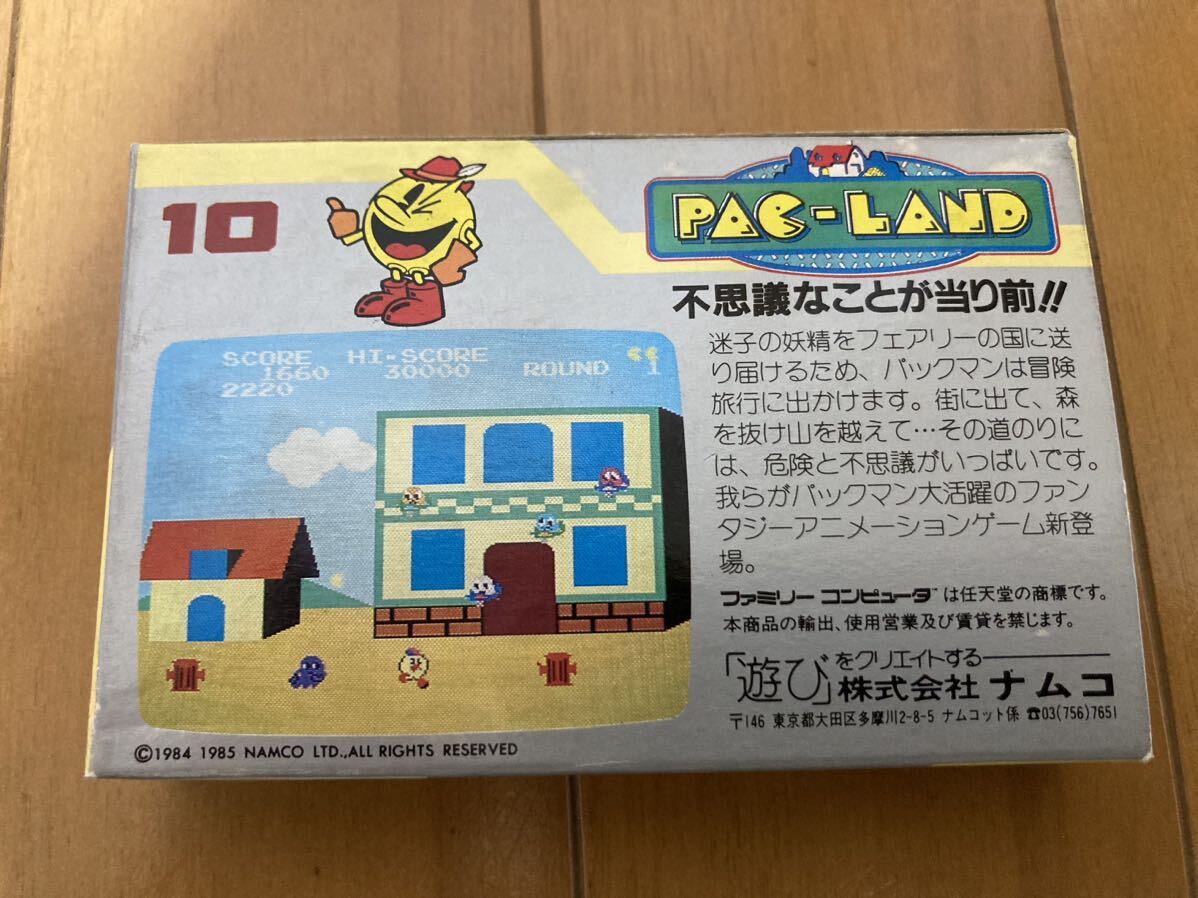 10
PAC-LAND
不思議なことが当り前!!
迷子の妖精をフェアリーの国に送
り届けるため、パックマンは冒険
旅行に出かけます。街に出て、森
を抜け山を越えて…その道のりに
は、危険と不思議がいっぱいです。
我らがパックマン大活躍のファン
タジーアニメーションゲーム新登
場。
ファミリー コンピュータ™は任天堂の商標です。
本商品の輸出、使用営業及び賃貸を禁じます。
「遊び」をクリエイトする
株式会社 ナムコ
〒146 東京都大田区多摩川2-8-5 ナムコット係 ☎03(756)7651
SCORE HI-SCORE
1660 30000 ROUND 1
2220
©1984 1985 NAMCO LTD.,ALL RIGHTS RESERVED